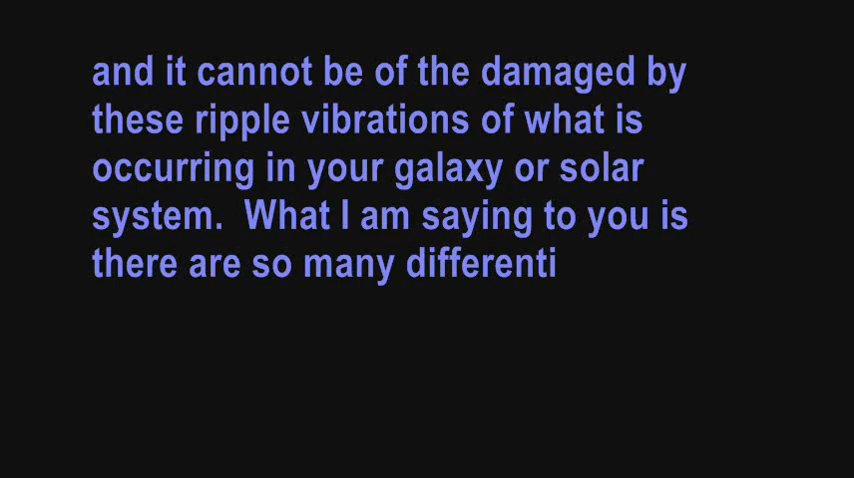 and it cannot be of the damaged by
these ripple vibrations of what is
occurring in your galaxy or solar
system.  What I am saying to you is
there are so many differenti